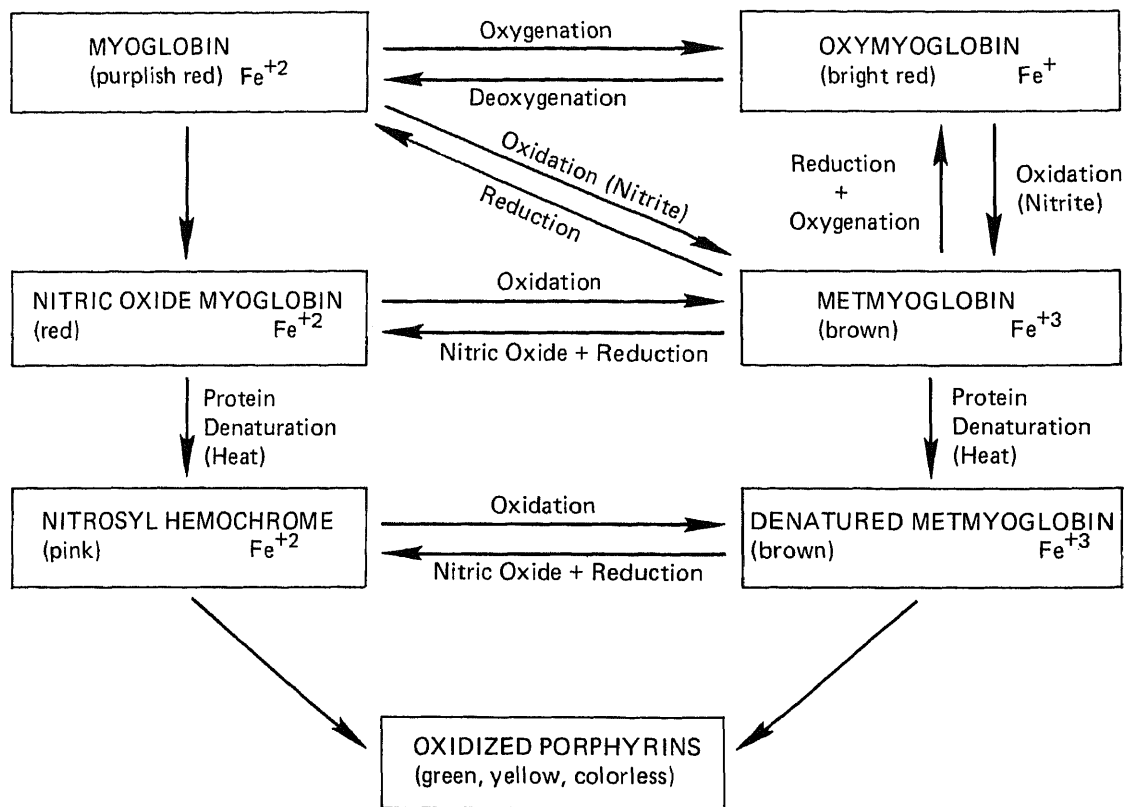 MYOGLOBIN
(purplish red) Fe+2
Oxygenation
Deoxygenation
OXYMYOGLOBIN
(bright red) Fe+
Oxidation (Nitrite)
Reduction
Reduction
+
Oxygenation
Oxidation
(Nitrite)
NITRIC OXIDE MYOGLOBIN
(red) Fe+2
Oxidation
Nitric Oxide + Reduction
METMYOGLOBIN
(brown) Fe+3
Protein
Denaturation
(Heat)
Protein
Denaturation
(Heat)
NITROSYL HEMOCHROME
(pink) Fe+2
Oxidation
Nitric Oxide + Reduction
DENATURED METMYOGLOBIN
(brown) Fe+3
OXIDIZED PORPHYRINS
(green, yellow, colorless)